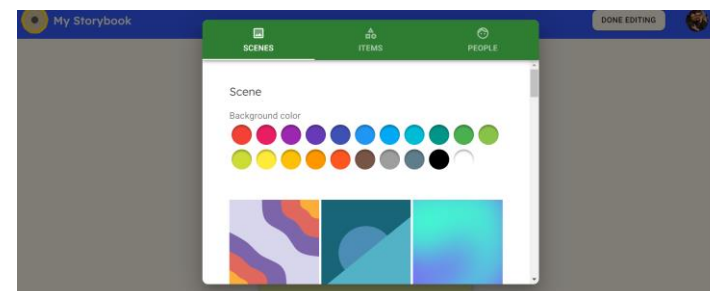 My Storybook
DONE EDITING
SCENES
ITEMS
PEOPLE
Scene
Background color